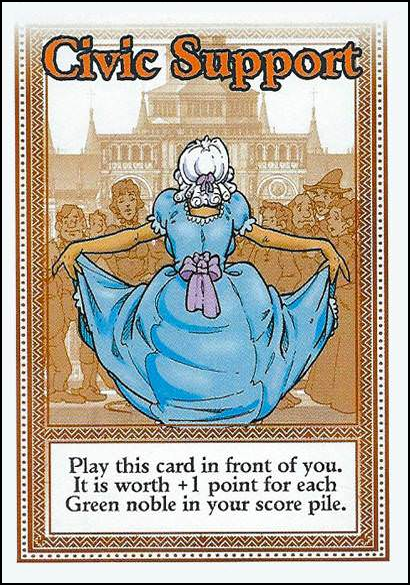 Civic Support
Play this card in front of you.
It is worth +1 point for each
Green noble in your score pile.